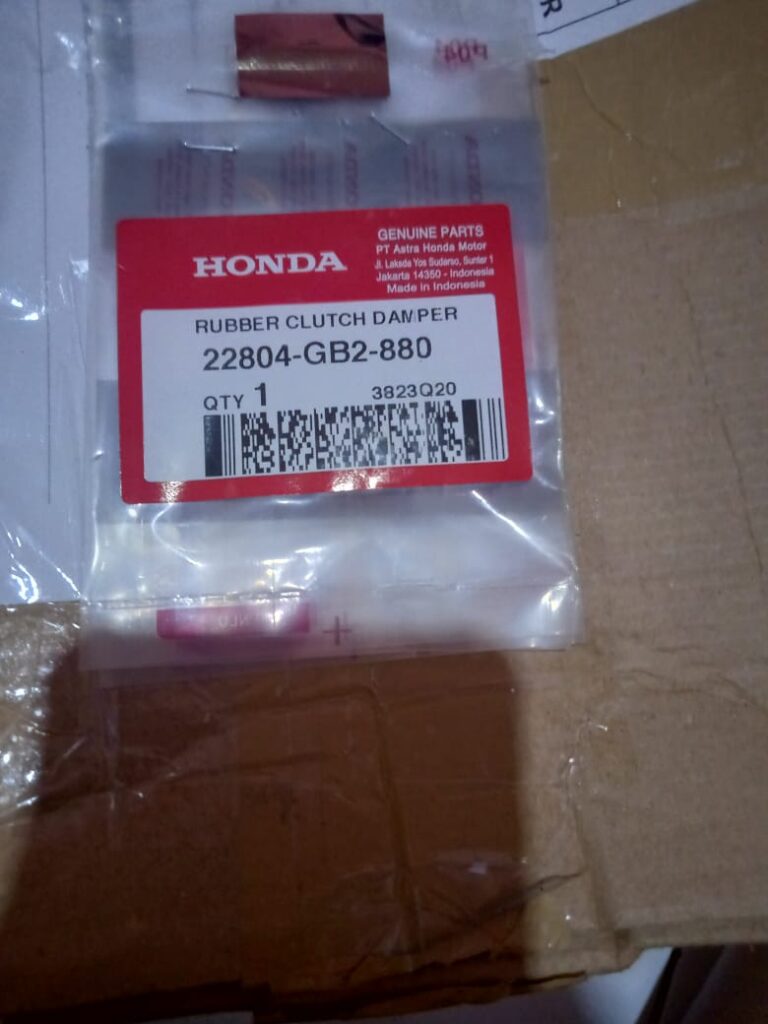 R
HONDA
GENUINE PARTS
PT Astra Honda Motor
Jl. Laksda Yos Sudarso, Sunter 1
Jakarta 14350 - Indonesia
Made in Indonesia
RUBBER CLUTCH DAMPER
22804-GB2-880
QTY 1
3823Q20